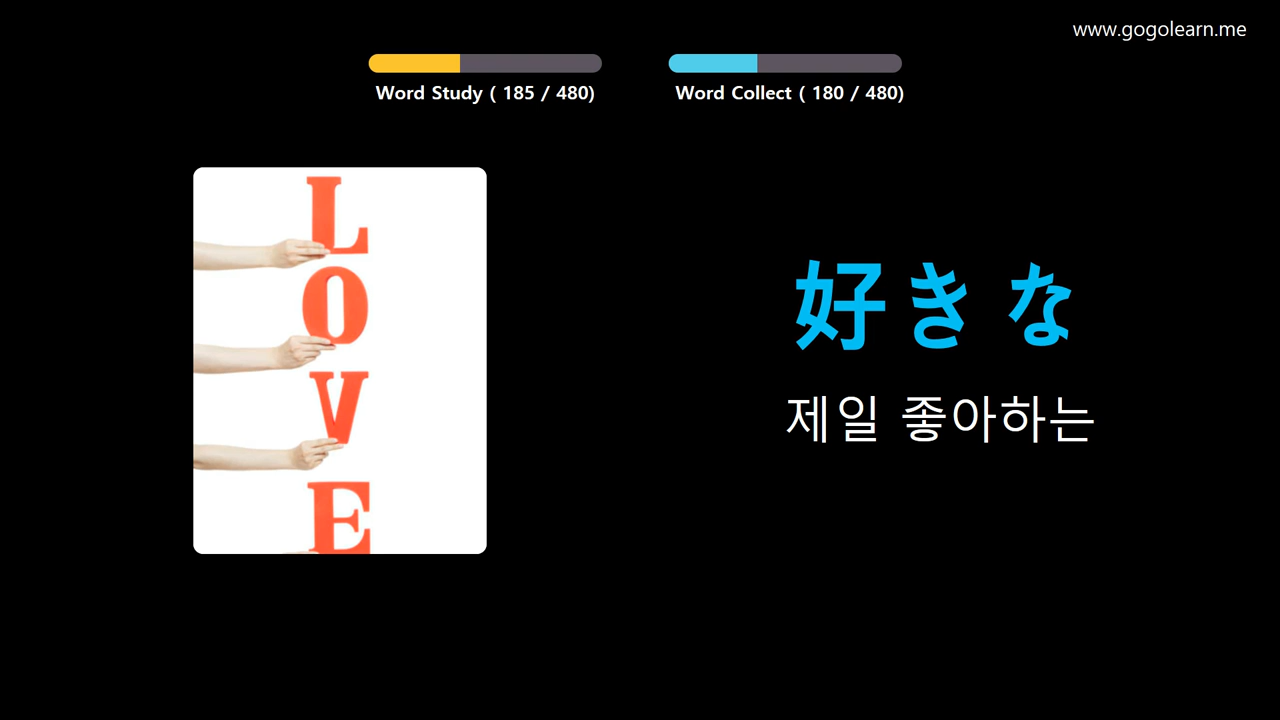 www.gogolearn.me
Word Study ( 185 / 480)
Word Collect ( 180 / 480)
L
O
V
E
好きな
제일 좋아하는